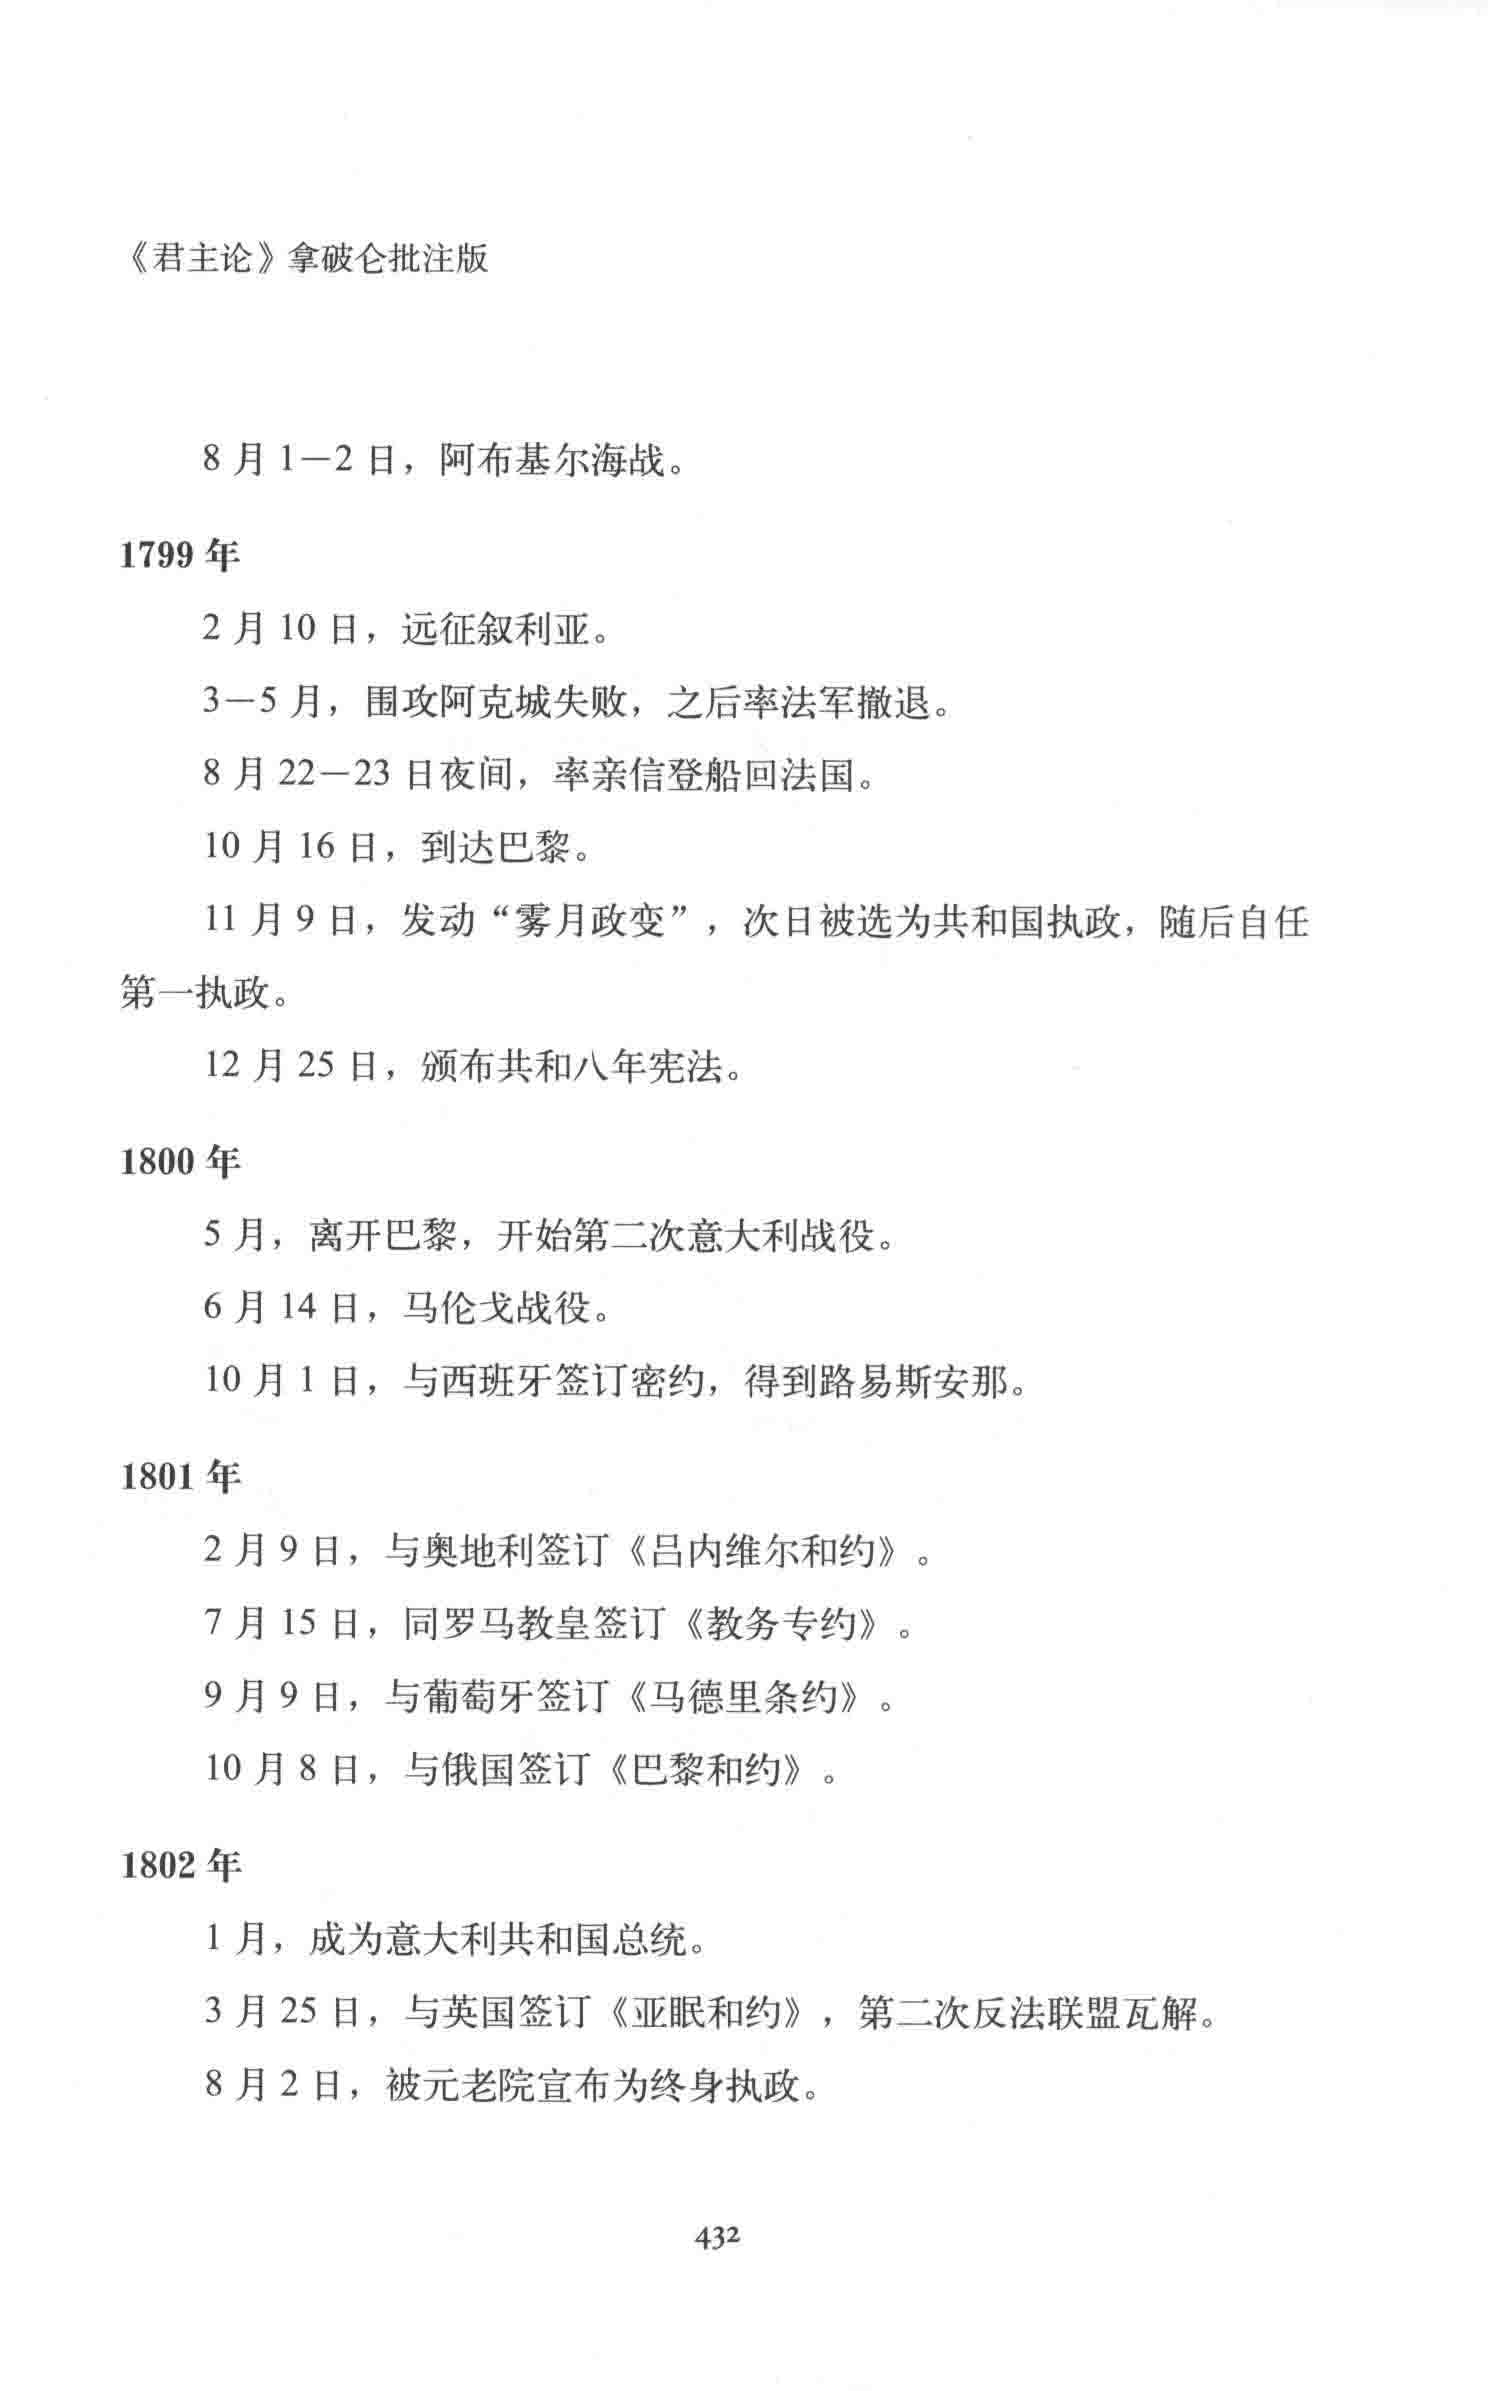 《君主论》拿破仑批注版
8 月 1—2 日，阿布基尔海战。
1799 年
2 月 10 日，远征叙利亚。
3—5 月，围攻阿克城失败，之后率法军撤退。
8 月 22—23 日夜间，率亲信登船回法国。
10 月 16 日，到达巴黎。
11 月 9 日，发动“雾月政变”，次日被选为共和国执政，随后自任
第一执政。
12 月 25 日，颁布共和八年宪法。
1800 年
5 月，离开巴黎，开始第二次意大利战役。
6 月 14 日，马伦戈战役。
10 月 1 日，与西班牙签订密约，得到路易斯安那。
1801 年
2 月 9 日，与奥地利签订《吕内维尔和约》。
7 月 15 日，同罗马教皇签订《教务专约》。
9 月 9 日，与葡萄牙签订《马德里条约》。
10 月 8 日，与俄国签订《巴黎和约》。
1802 年
1 月，成为意大利共和国总统。
3 月 25 日，与英国签订《亚眠和约》，第二次反法联盟瓦解。
8 月 2 日，被元老院宣布为终身执政。
432